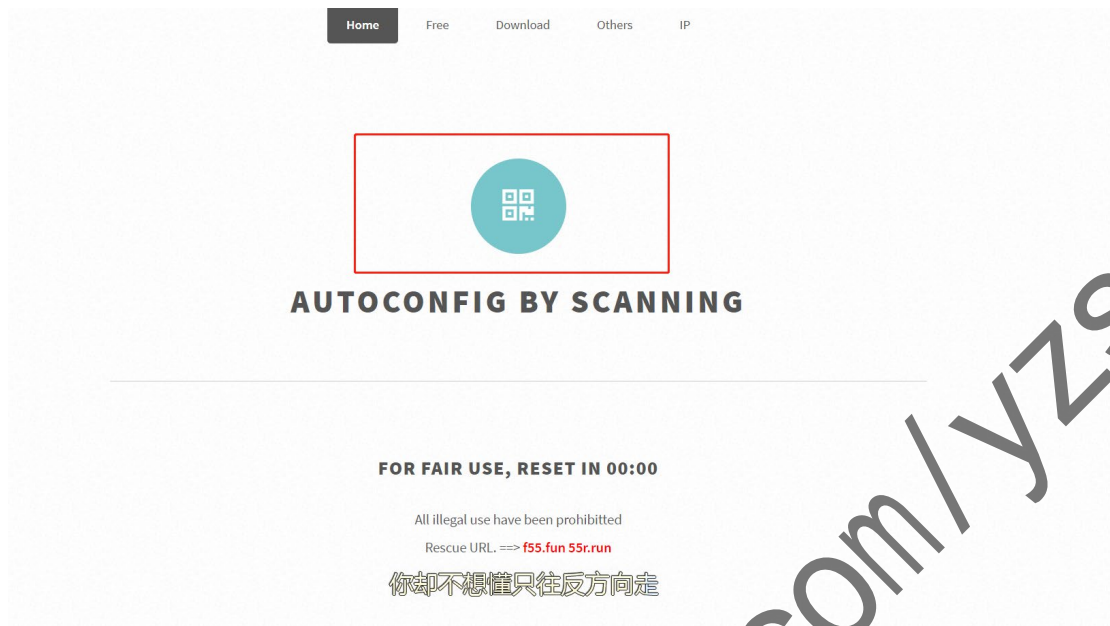 Home Free Download Others IP
AUTOCONFIG BY SCANNING
FOR FAIR USE, RESET IN 00:00
All illegal use have been prohibitted
Rescue URL. ==> f55.fun 55r.run
你却不想懂只往反方向走
com/yzs